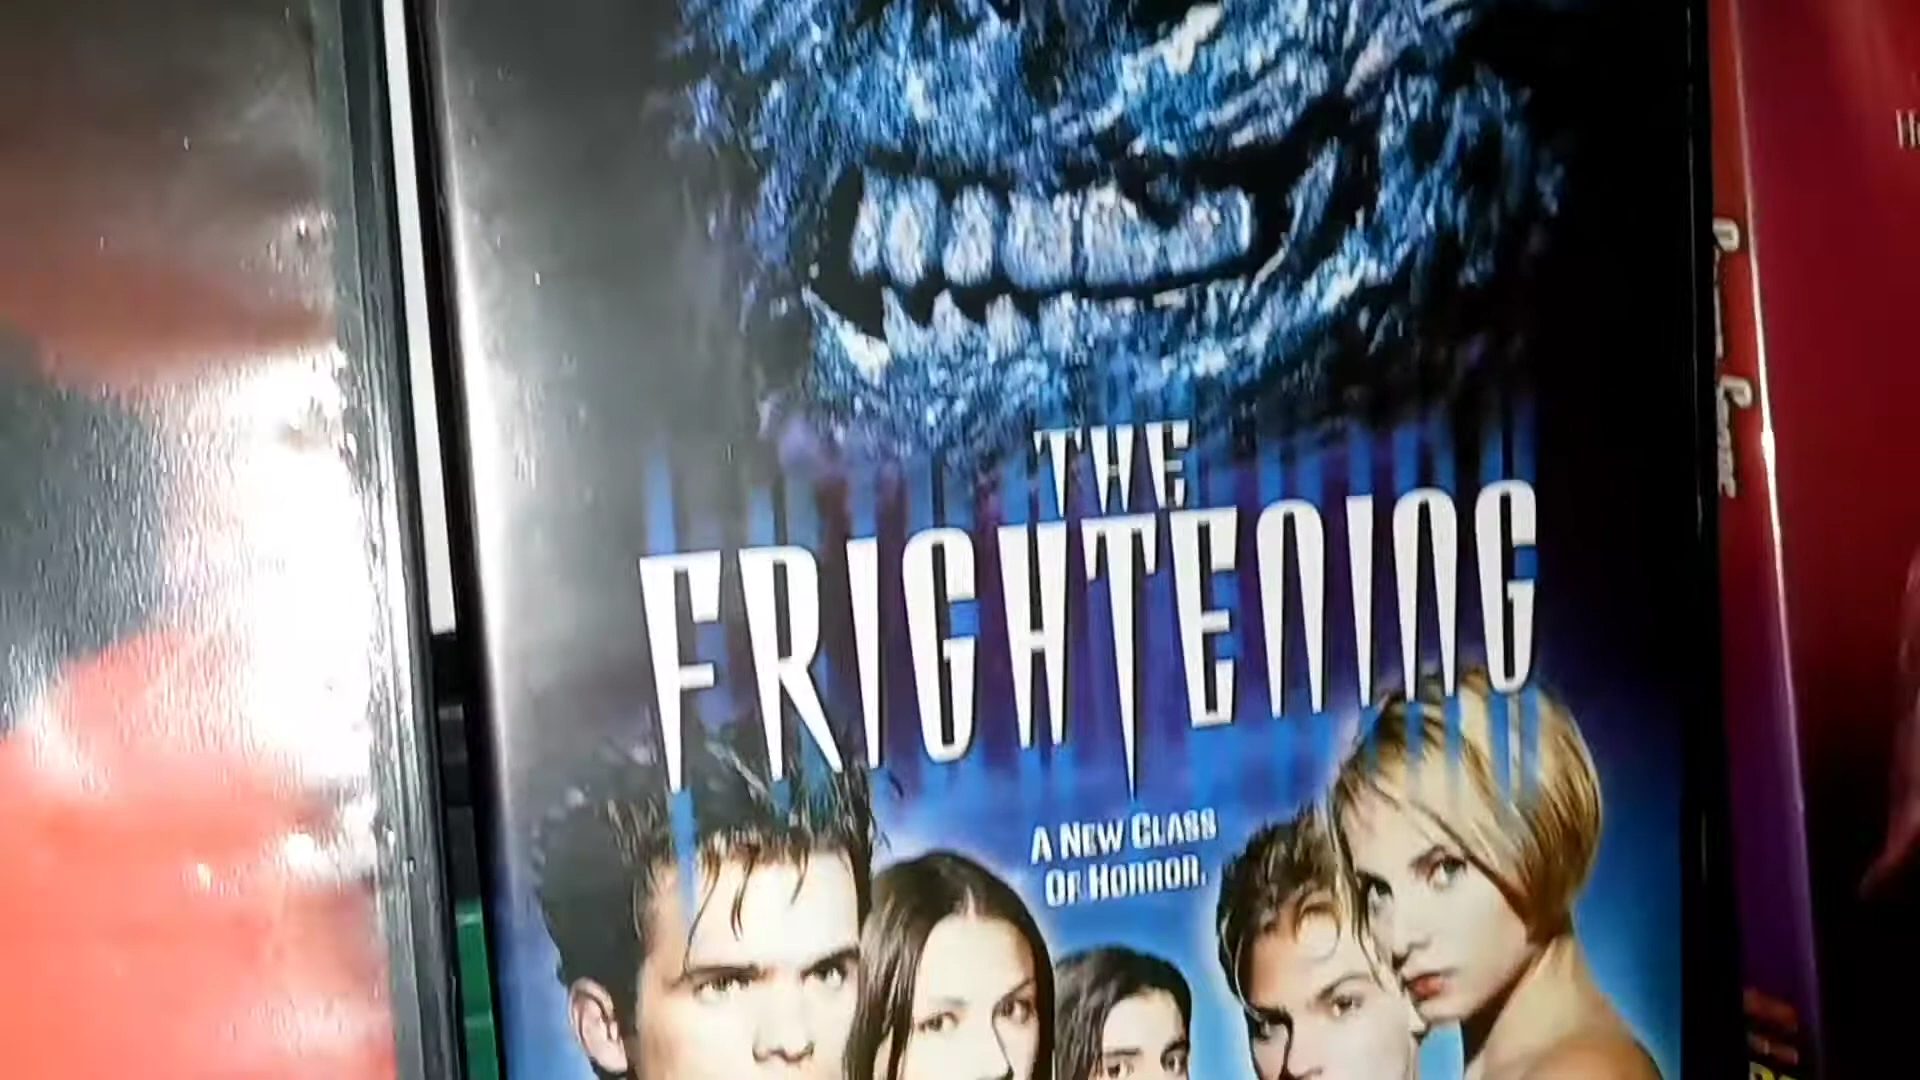 THE
FRIGHTENING
A NEW CLASS
OF HORROR.